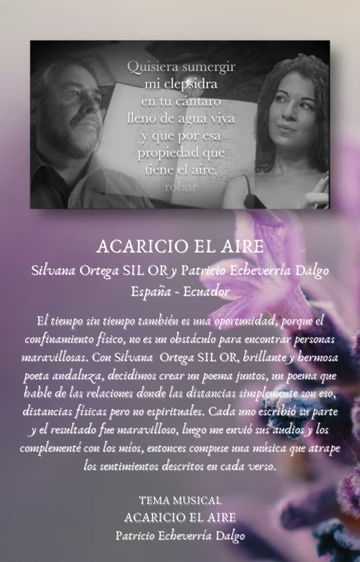 Quisiera sumergir
mi clepsidra
en tu cántaro
lleno de agua viva
y que por esa
propiedad que
tiene el aire,
robar
ACARICIO EL AIRE
Silvana Ortega SIL OR y Patricio Echeverría Dalgo
España - Ecuador
El tiempo sin tiempo también es una oportunidad, porque el
confinamiento físico, no es un obstáculo para encontrar personas
maravillosas. Con Silvana Ortega SIL OR, brillante y hermosa
poeta andaluza, decidimos crear un poema juntos, un poema que
hable de las relaciones donde las distancias simplemente son eso,
distancias físicas pero no espirituales. Cada uno escribió su parte
y el resultado fue maravilloso, luego me envió sus audios y los
complementé con los míos, entonces compuse una música que atrape
los sentimientos descritos en cada verso.
TEMA MUSICAL
ACARICIO EL AIRE
Patricio Echeverría Dalgo